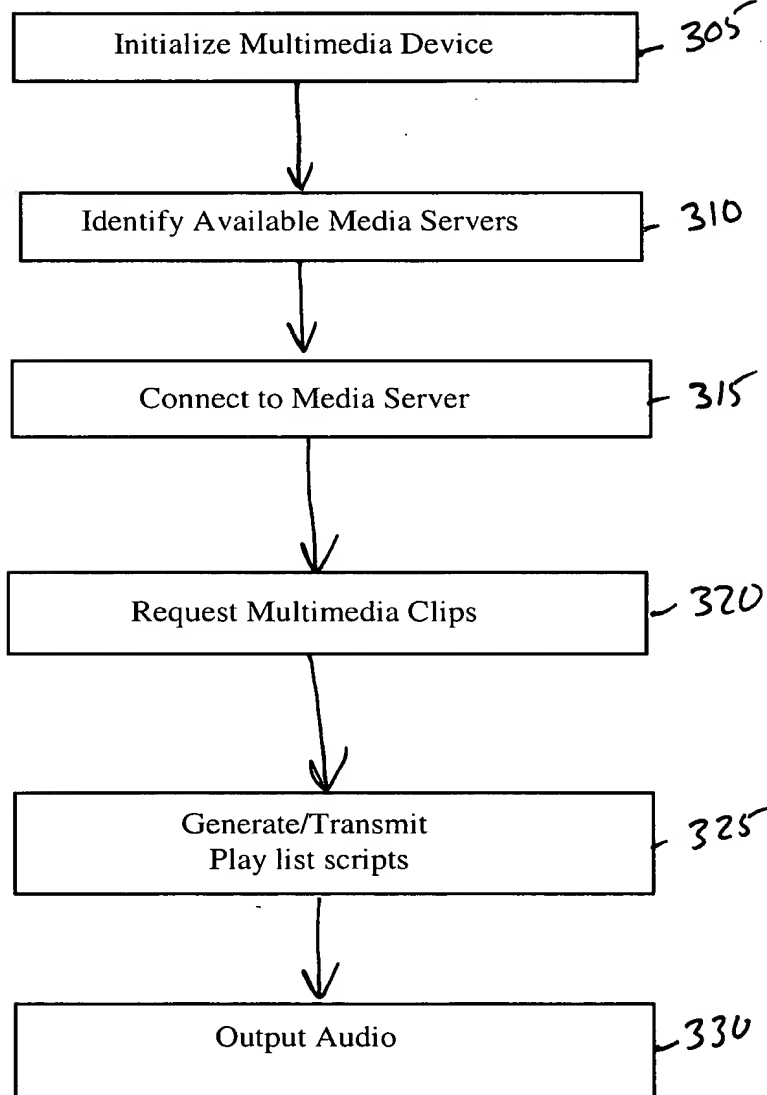 Initialize Multimedia Device 305
Identify Available Media Servers 310
Connect to Media Server 315
Request Multimedia Clips 320
Generate/Transmit
Play list scripts 325
Output Audio 330